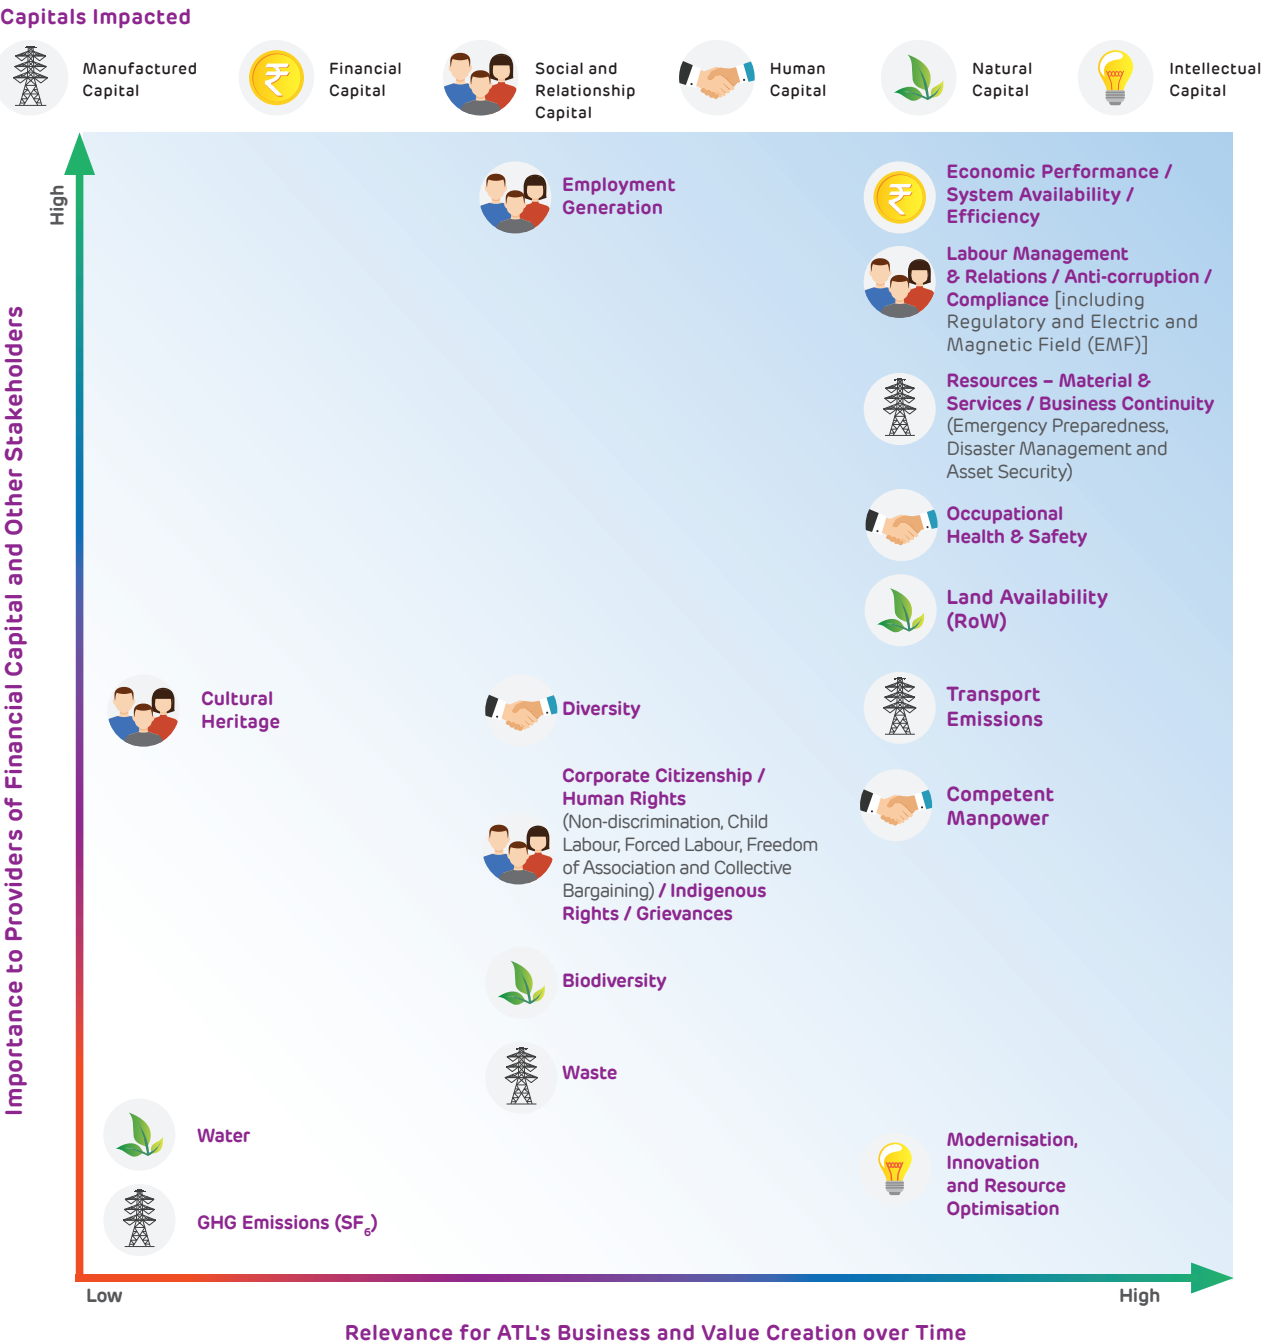 Capitals Impacted
Manufactured
Capital
Financial
Capital
Social and
Relationship
Capital
Human
Capital
Natural
Capital
Intellectual
Capital
High
Importance to Providers of Financial Capital and Other Stakeholders
Employment
Generation
Economic Performance /
System Availability /
Efficiency
Labour Management
& Relations / Anti-corruption /
Compliance [including
Regulatory and Electric and
Magnetic Field (EMF)]
Resources – Material &
Services / Business Continuity
(Emergency Preparedness,
Disaster Management and
Asset Security)
Occupational
Health & Safety
Land Availability
(RoW)
Cultural
Heritage
Diversity
Transport
Emissions
Corporate Citizenship /
Human Rights
(Non-discrimination, Child
Labour, Forced Labour, Freedom
of Association and Collective
Bargaining) / Indigenous
Rights / Grievances
Competent
Manpower
Biodiversity
Waste
Water
Modernisation,
Innovation
and Resource
Optimisation
GHG Emissions (SF6)
Low
High
Relevance for ATL's Business and Value Creation over Time